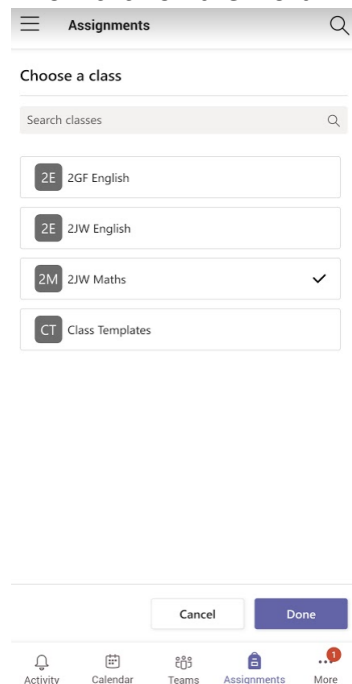 Assignments
Choose a class
Search classes
2E 2GF English
2E 2JW English
2M 2JW Maths
CT Class Templates
Cancel Done
1
Activity Calendar Teams Assignments More